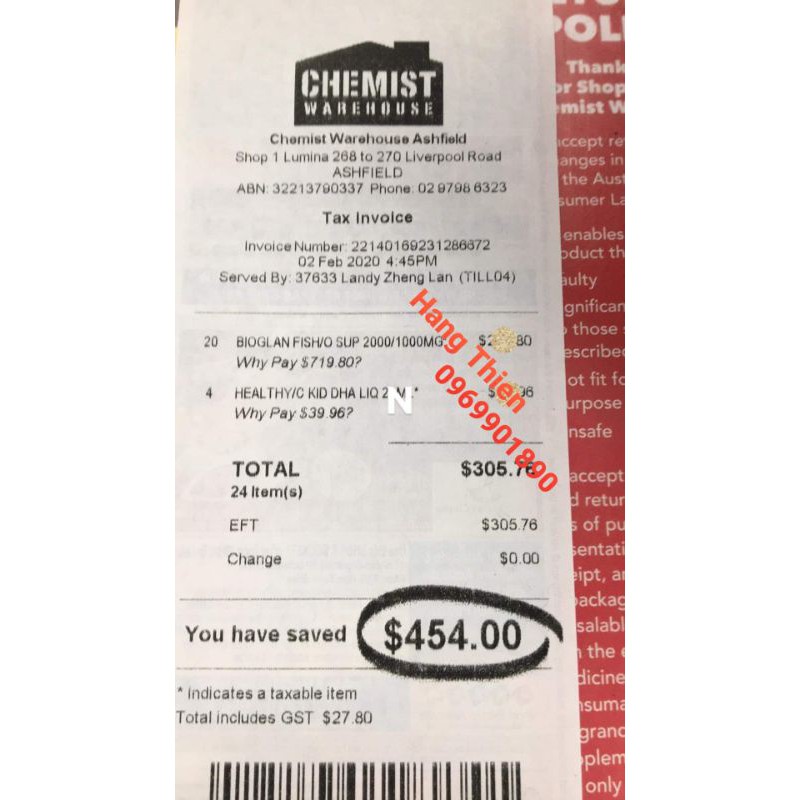 CHEMIST
WAREHOUSE
Chemist Warehouse Ashfield
Shop 1 Lumina 268 to 270 Liverpool Road
ASHFIELD
ABN: 32213790337 Phone: 02 9798 6323
Tax Invoice
Invoice Number: 22140169231286672
02 Feb 2020 4:45PM
Served By: 37633 Landy Zheng Lan (TILL04)
20 BIOGLAN FISH/O SUP 2000/1000MG
Why Pay $719.80?
4 HEALTHY/C KID DHA LIQ
Why Pay $39.96?
Hang Thien
0969901890
N
TOTAL $305.76
24 Item(s)
EFT $305.76
Change $0.00
You have saved $454.00
* indicates a taxable item
Total includes GST $27.80
POLI
Thank
or Shop
emist W
accept re
anges in
the Aust
sumer La
enables
oduct th
aulty
gnifican
those
escribed
ot fit fo
urpose
nsafe
accept
d retur
s of pu
sentati
eipt, an
packag
salabl
the
dicine
nsuma
granc
pplem
only